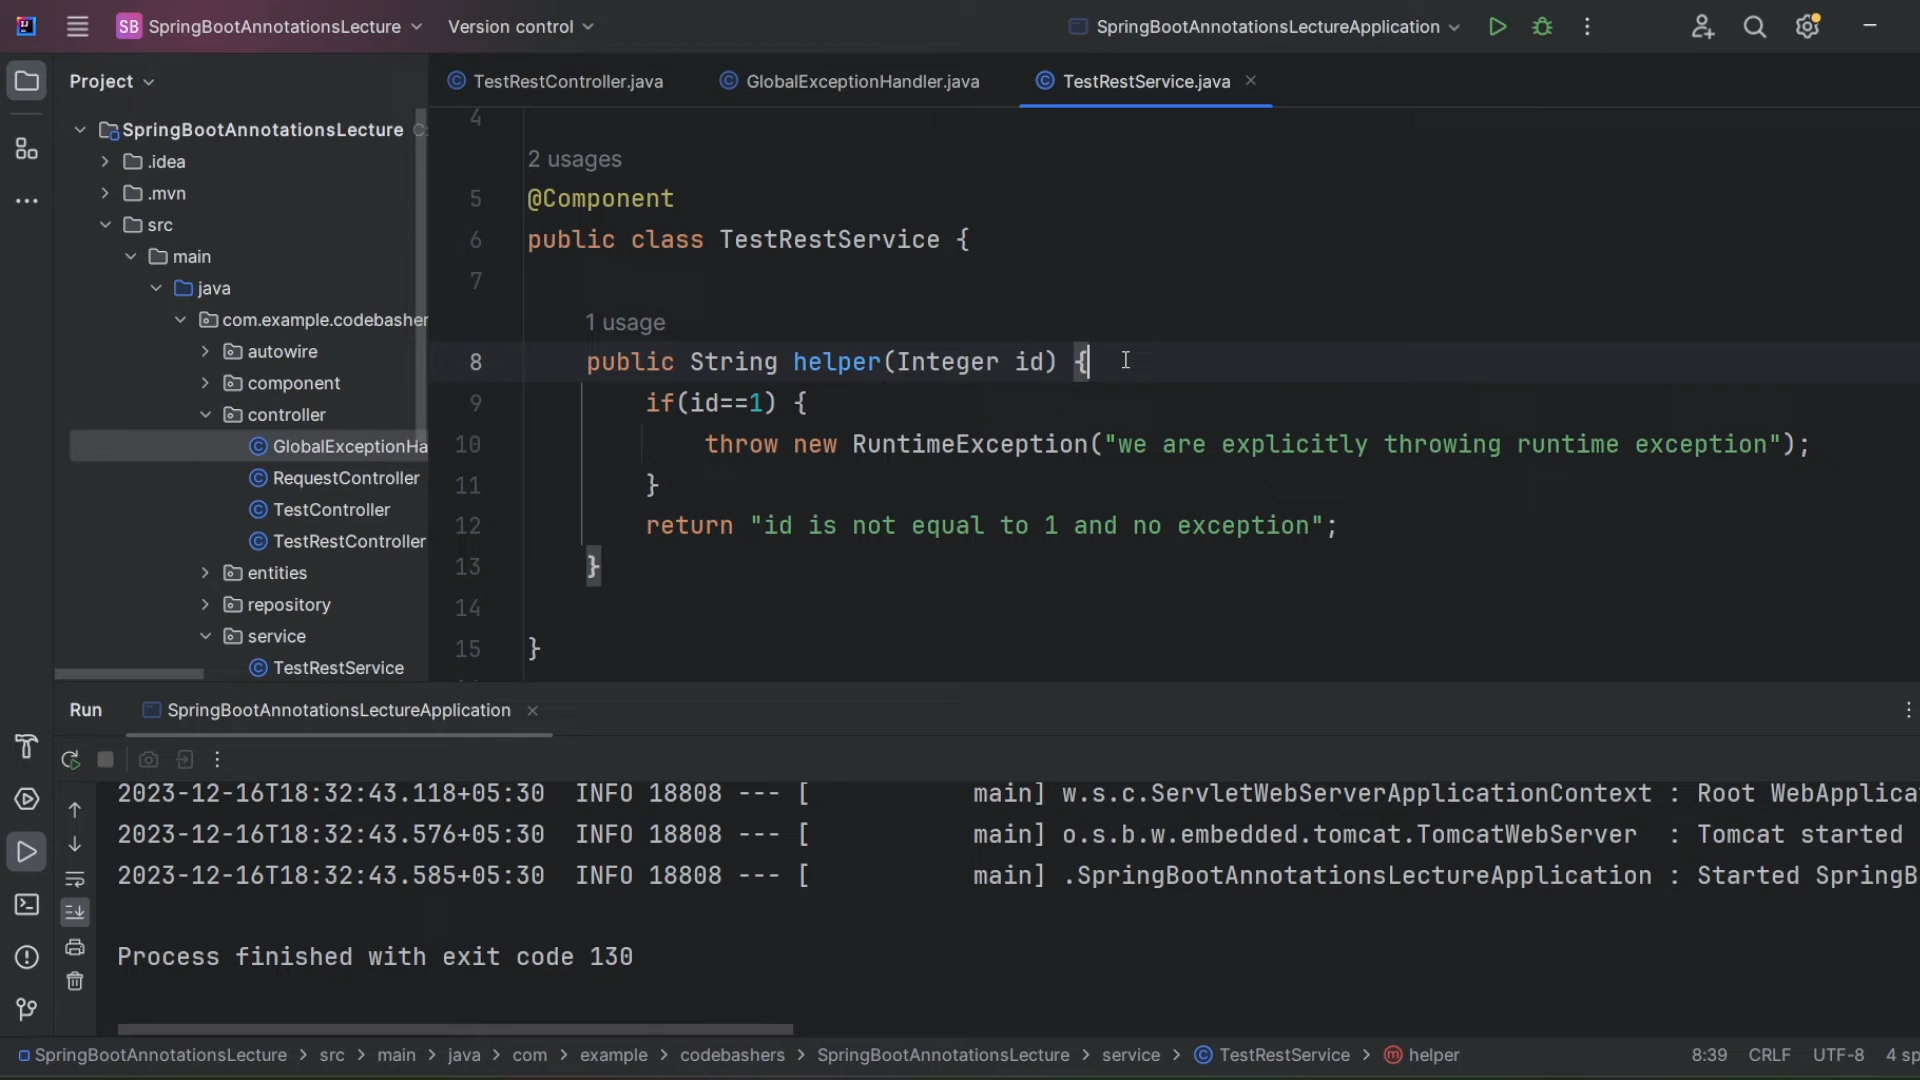 SB SpringBootAnnotationsLecture
Version control
SpringBootAnnotationsLectureApplication
Project
TestRestController.java
GlobalExceptionHandler.java
TestRestService.java
SpringBootAnnotationsLecture C:
.idea
.mvn
src
main
java
com.example.codebasher
autowire
component
controller
GlobalExceptionHa
RequestController
TestController
TestRestController
entities
repository
service
TestRestService
4
2 usages
5 @Component
6 public class TestRestService {
7
1 usage
8 public String helper(Integer id) {
9 if(id==1) {
10 throw new RuntimeException("we are explicitly throwing runtime exception");
11 }
12 return "id is not equal to 1 and no exception";
13 }
14
15 }
Run
SpringBootAnnotationsLectureApplication
2023-12-16T18:32:43.118+05:30 INFO 18808 --- [ main] w.s.c.ServletWebServerApplicationContext : Root WebApplica
2023-12-16T18:32:43.576+05:30 INFO 18808 --- [ main] o.s.b.w.embedded.tomcat.TomcatWebServer : Tomcat started
2023-12-16T18:32:43.585+05:30 INFO 18808 --- [ main] .SpringBootAnnotationsLectureApplication : Started SpringB
Process finished with exit code 130
SpringBootAnnotationsLecture > src > main > java > com > example > codebashers > SpringBootAnnotationsLecture > service > TestRestService > helper
8:39 CRLF UTF-8 4 sp